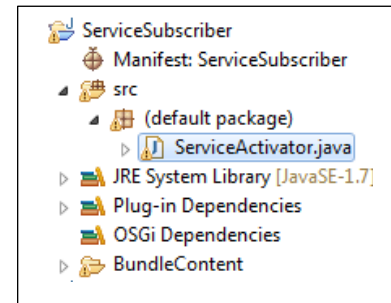 ServiceSubscriber
Manifest: ServiceSubscriber
src
(default package)
ServiceActivator.java
JRE System Library [JavaSE-1.7]
Plug-in Dependencies
OSGi Dependencies
BundleContent